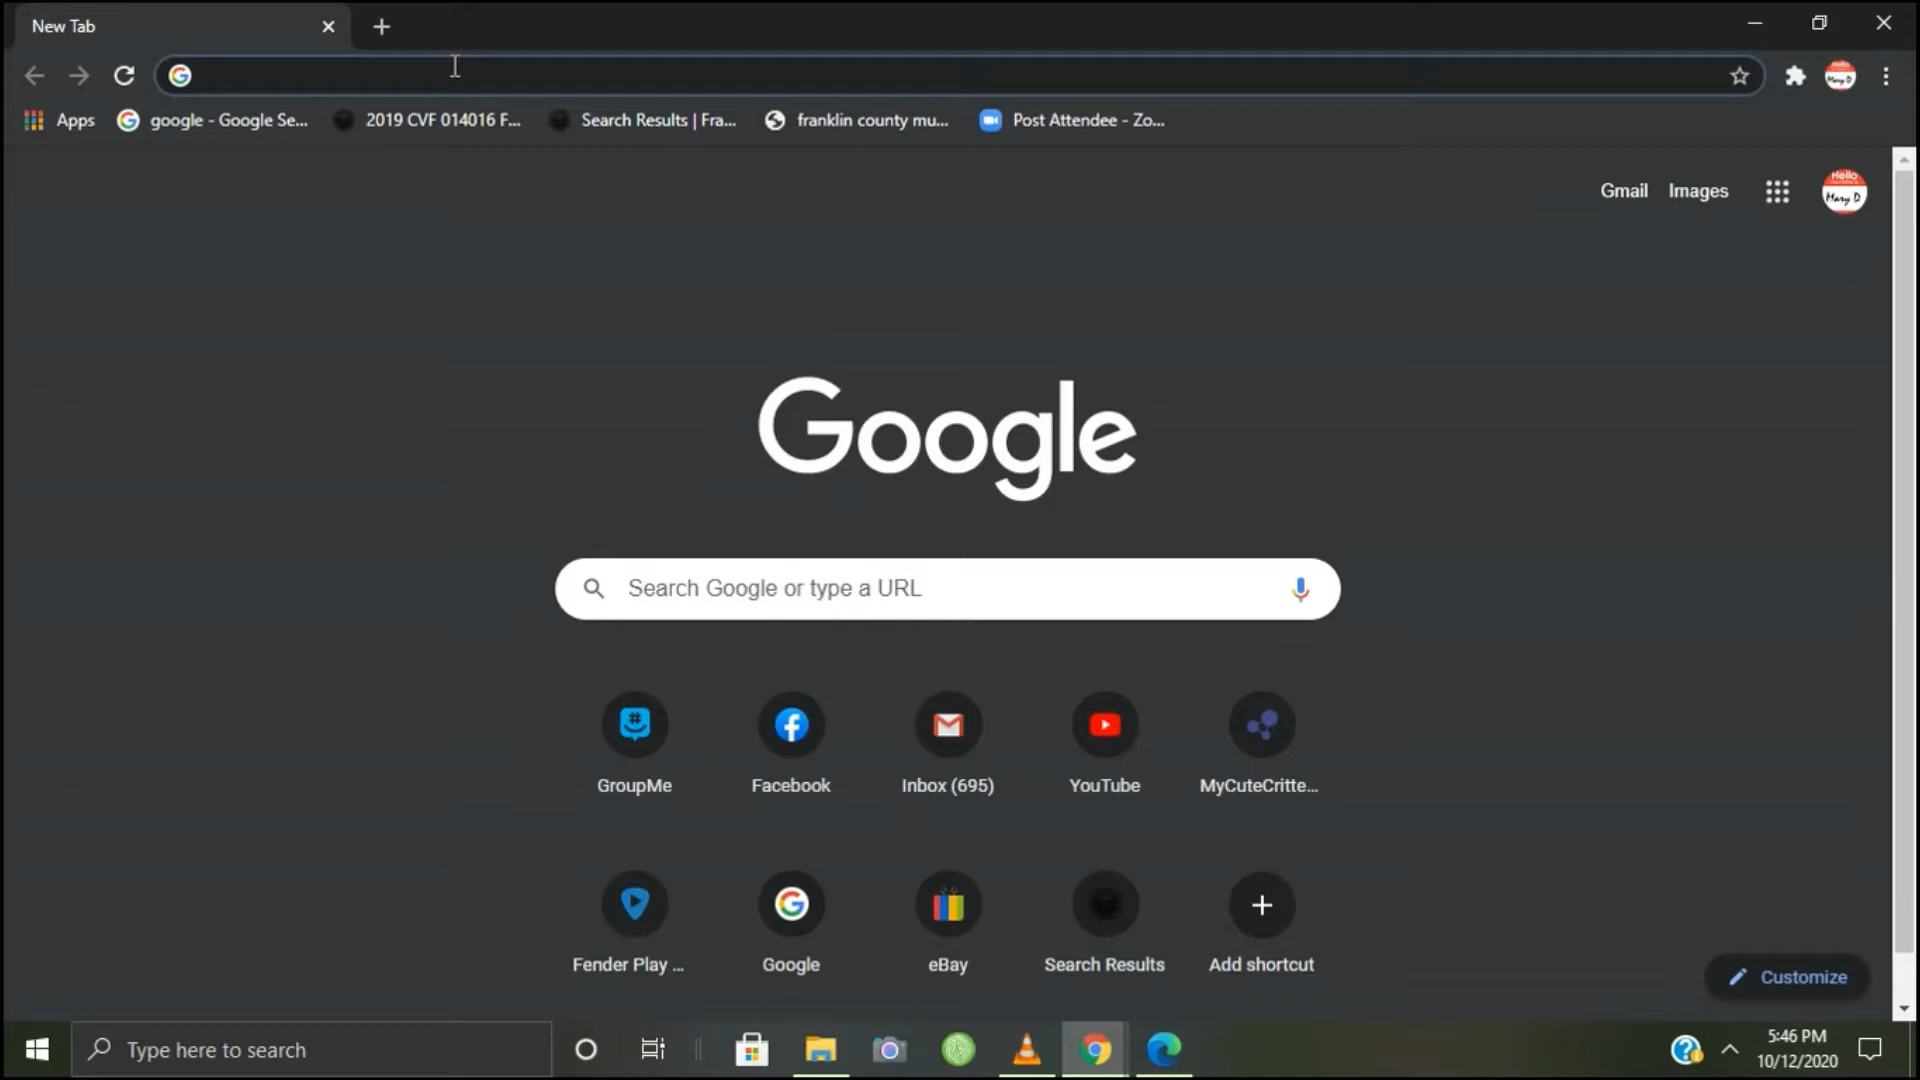 New Tab
Apps
google - Google Se...
2019 CVF 014016 F...
Search Results | Fra...
franklin county mu...
Post Attendee - Zo...
Gmail
Images
Hello
Mary D
Google
Search Google or type a URL
GroupMe
Facebook
Inbox (695)
YouTube
MyCuteCritte...
Fender Play ...
Google
eBay
Search Results
Add shortcut
Customize
Type here to search
5:46 PM
10/12/2020